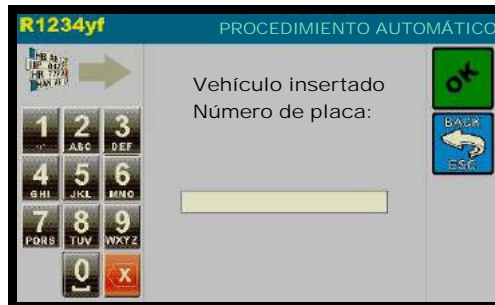 R1234yf
PROCEDIMIENTO AUTOMÁTICO
Vehículo insertado
Número de placa:
OK
BACK
ESC
1
2 ABC
3 DEF
4 GHI
5 JKL
6 MNO
7 PQRS
8 TUV
9 WXYZ
0
X